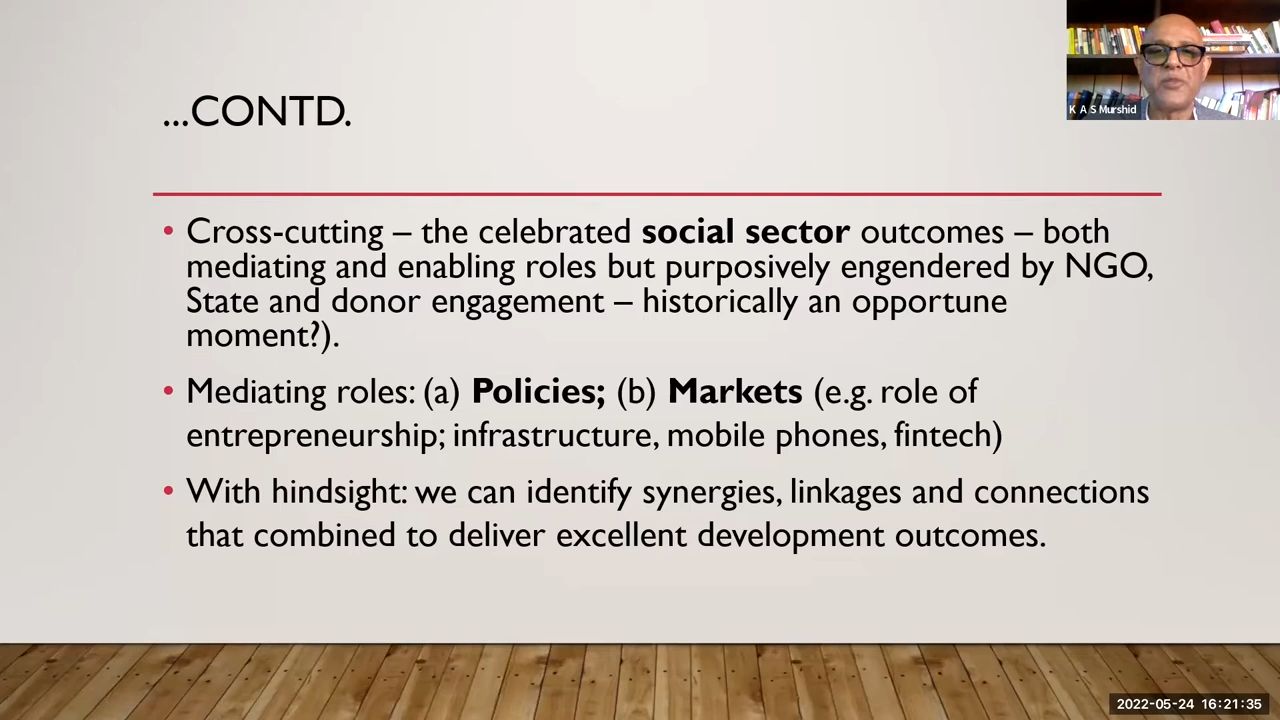 ...CONTD.
K A S Murshid
• Cross-cutting – the celebrated social sector outcomes – both
mediating and enabling roles but purposively engendered by NGO,
State and donor engagement – historically an opportune
moment?).
• Mediating roles: (a) Policies; (b) Markets (e.g. role of
entrepreneurship; infrastructure, mobile phones, fintech)
• With hindsight: we can identify synergies, linkages and connections
that combined to deliver excellent development outcomes.
2022-05-24 16:21:35